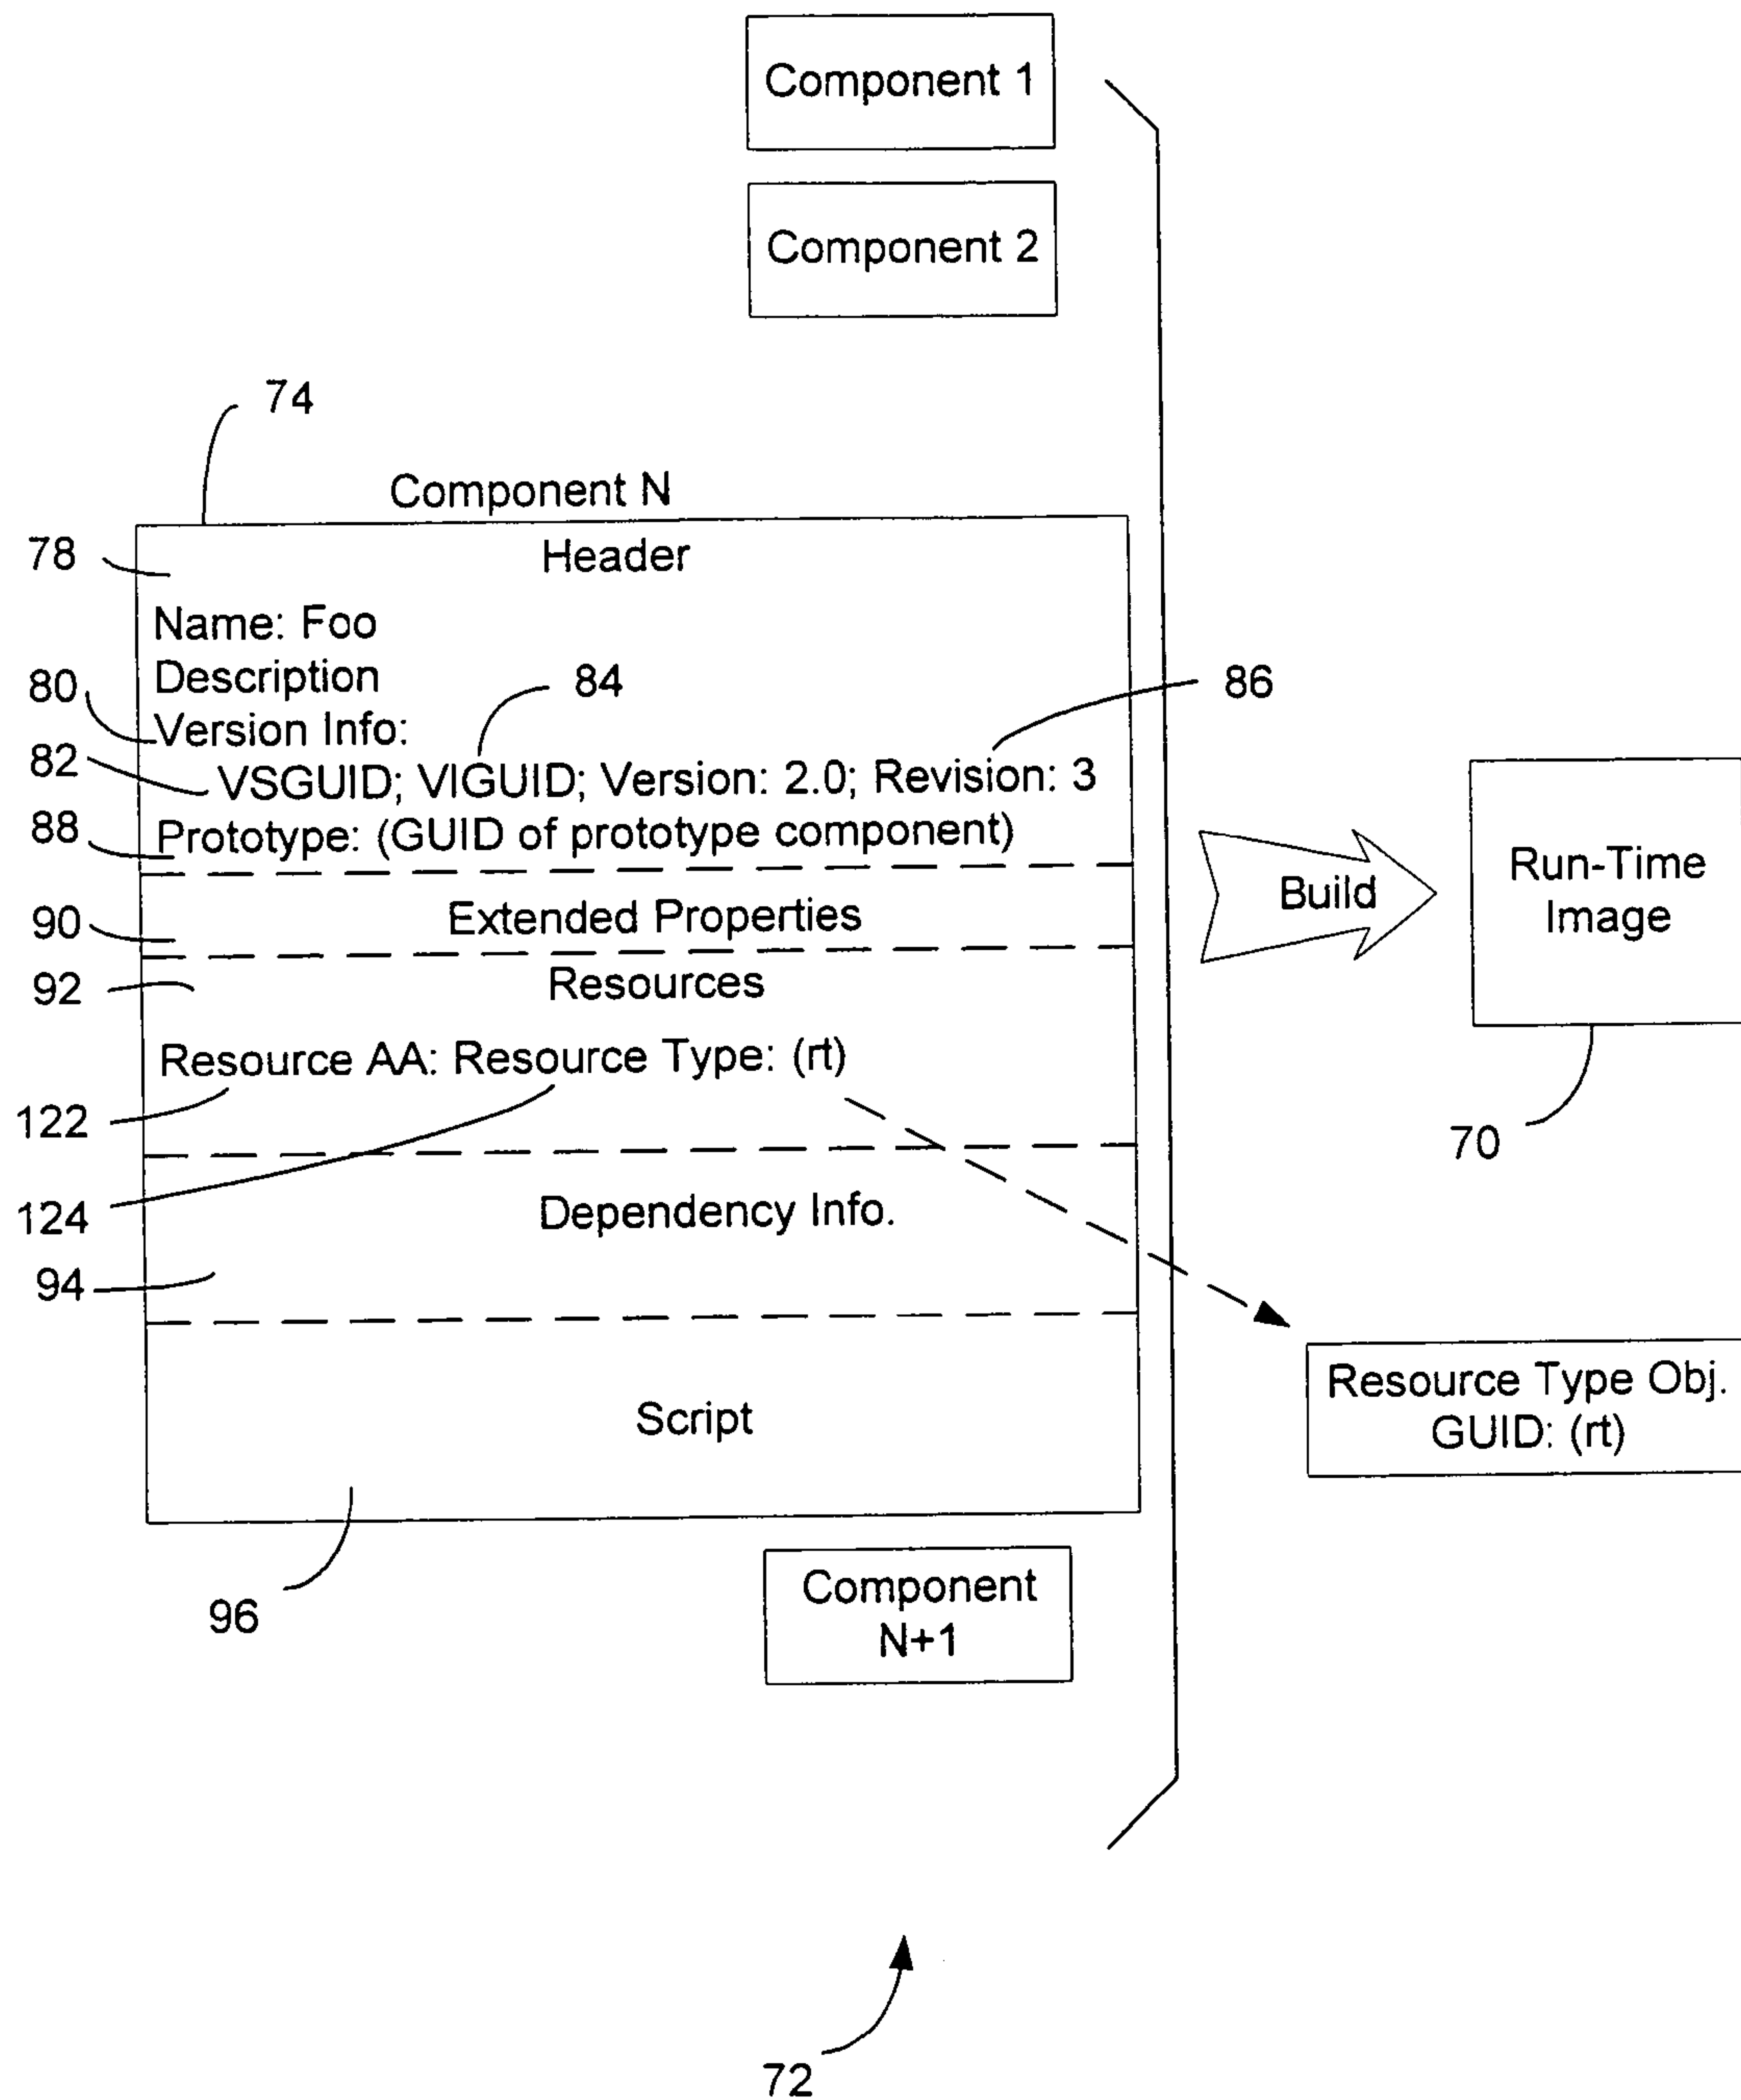 Component 1
Component 2
74
Component N
78
Header
Name: Foo
Description
84
86
80
Version Info:
82
VSGUID; VIGUID; Version: 2.0; Revision: 3
88
Prototype: (GUID of prototype component)
Build
Run-Time
Image
90
Extended Properties
92
Resources
Resource AA: Resource Type: (rt)
122
70
124
Dependency Info.
94
Resource Type Obj.
GUID: (rt)
Script
96
Component
N+1
72